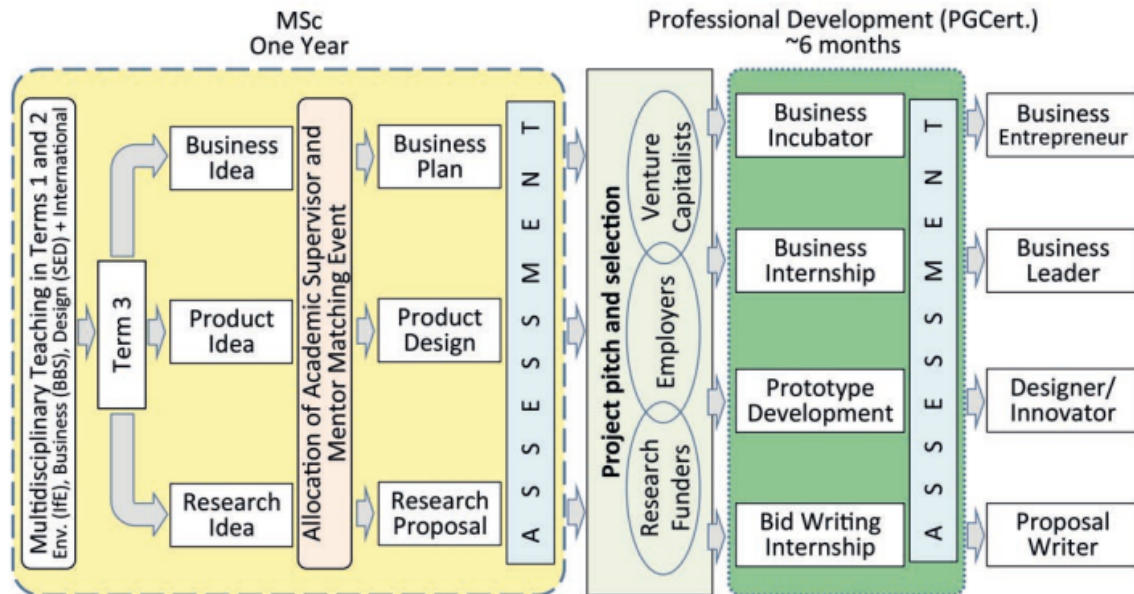 MSc
One Year
Professional Development (PGCert.)
~6 months
Multidisciplinary Teaching in Terms 1 and 2
Env. (IfE), Business (BBS), Design (SED) + International
Term 3
Business
Idea
Product
Idea
Research
Idea
Allocation of Academic Supervisor and
Mentor Matching Event
Business
Plan
Product
Design
Research
Proposal
ASSESSMENT
Project pitch and selection
Venture
Capitalists
Employers
Research
Funders
Business
Incubator
Business
Internship
Prototype
Development
Bid Writing
Internship
ASSESSMENT
Business
Entrepreneur
Business
Leader
Designer/
Innovator
Proposal
Writer